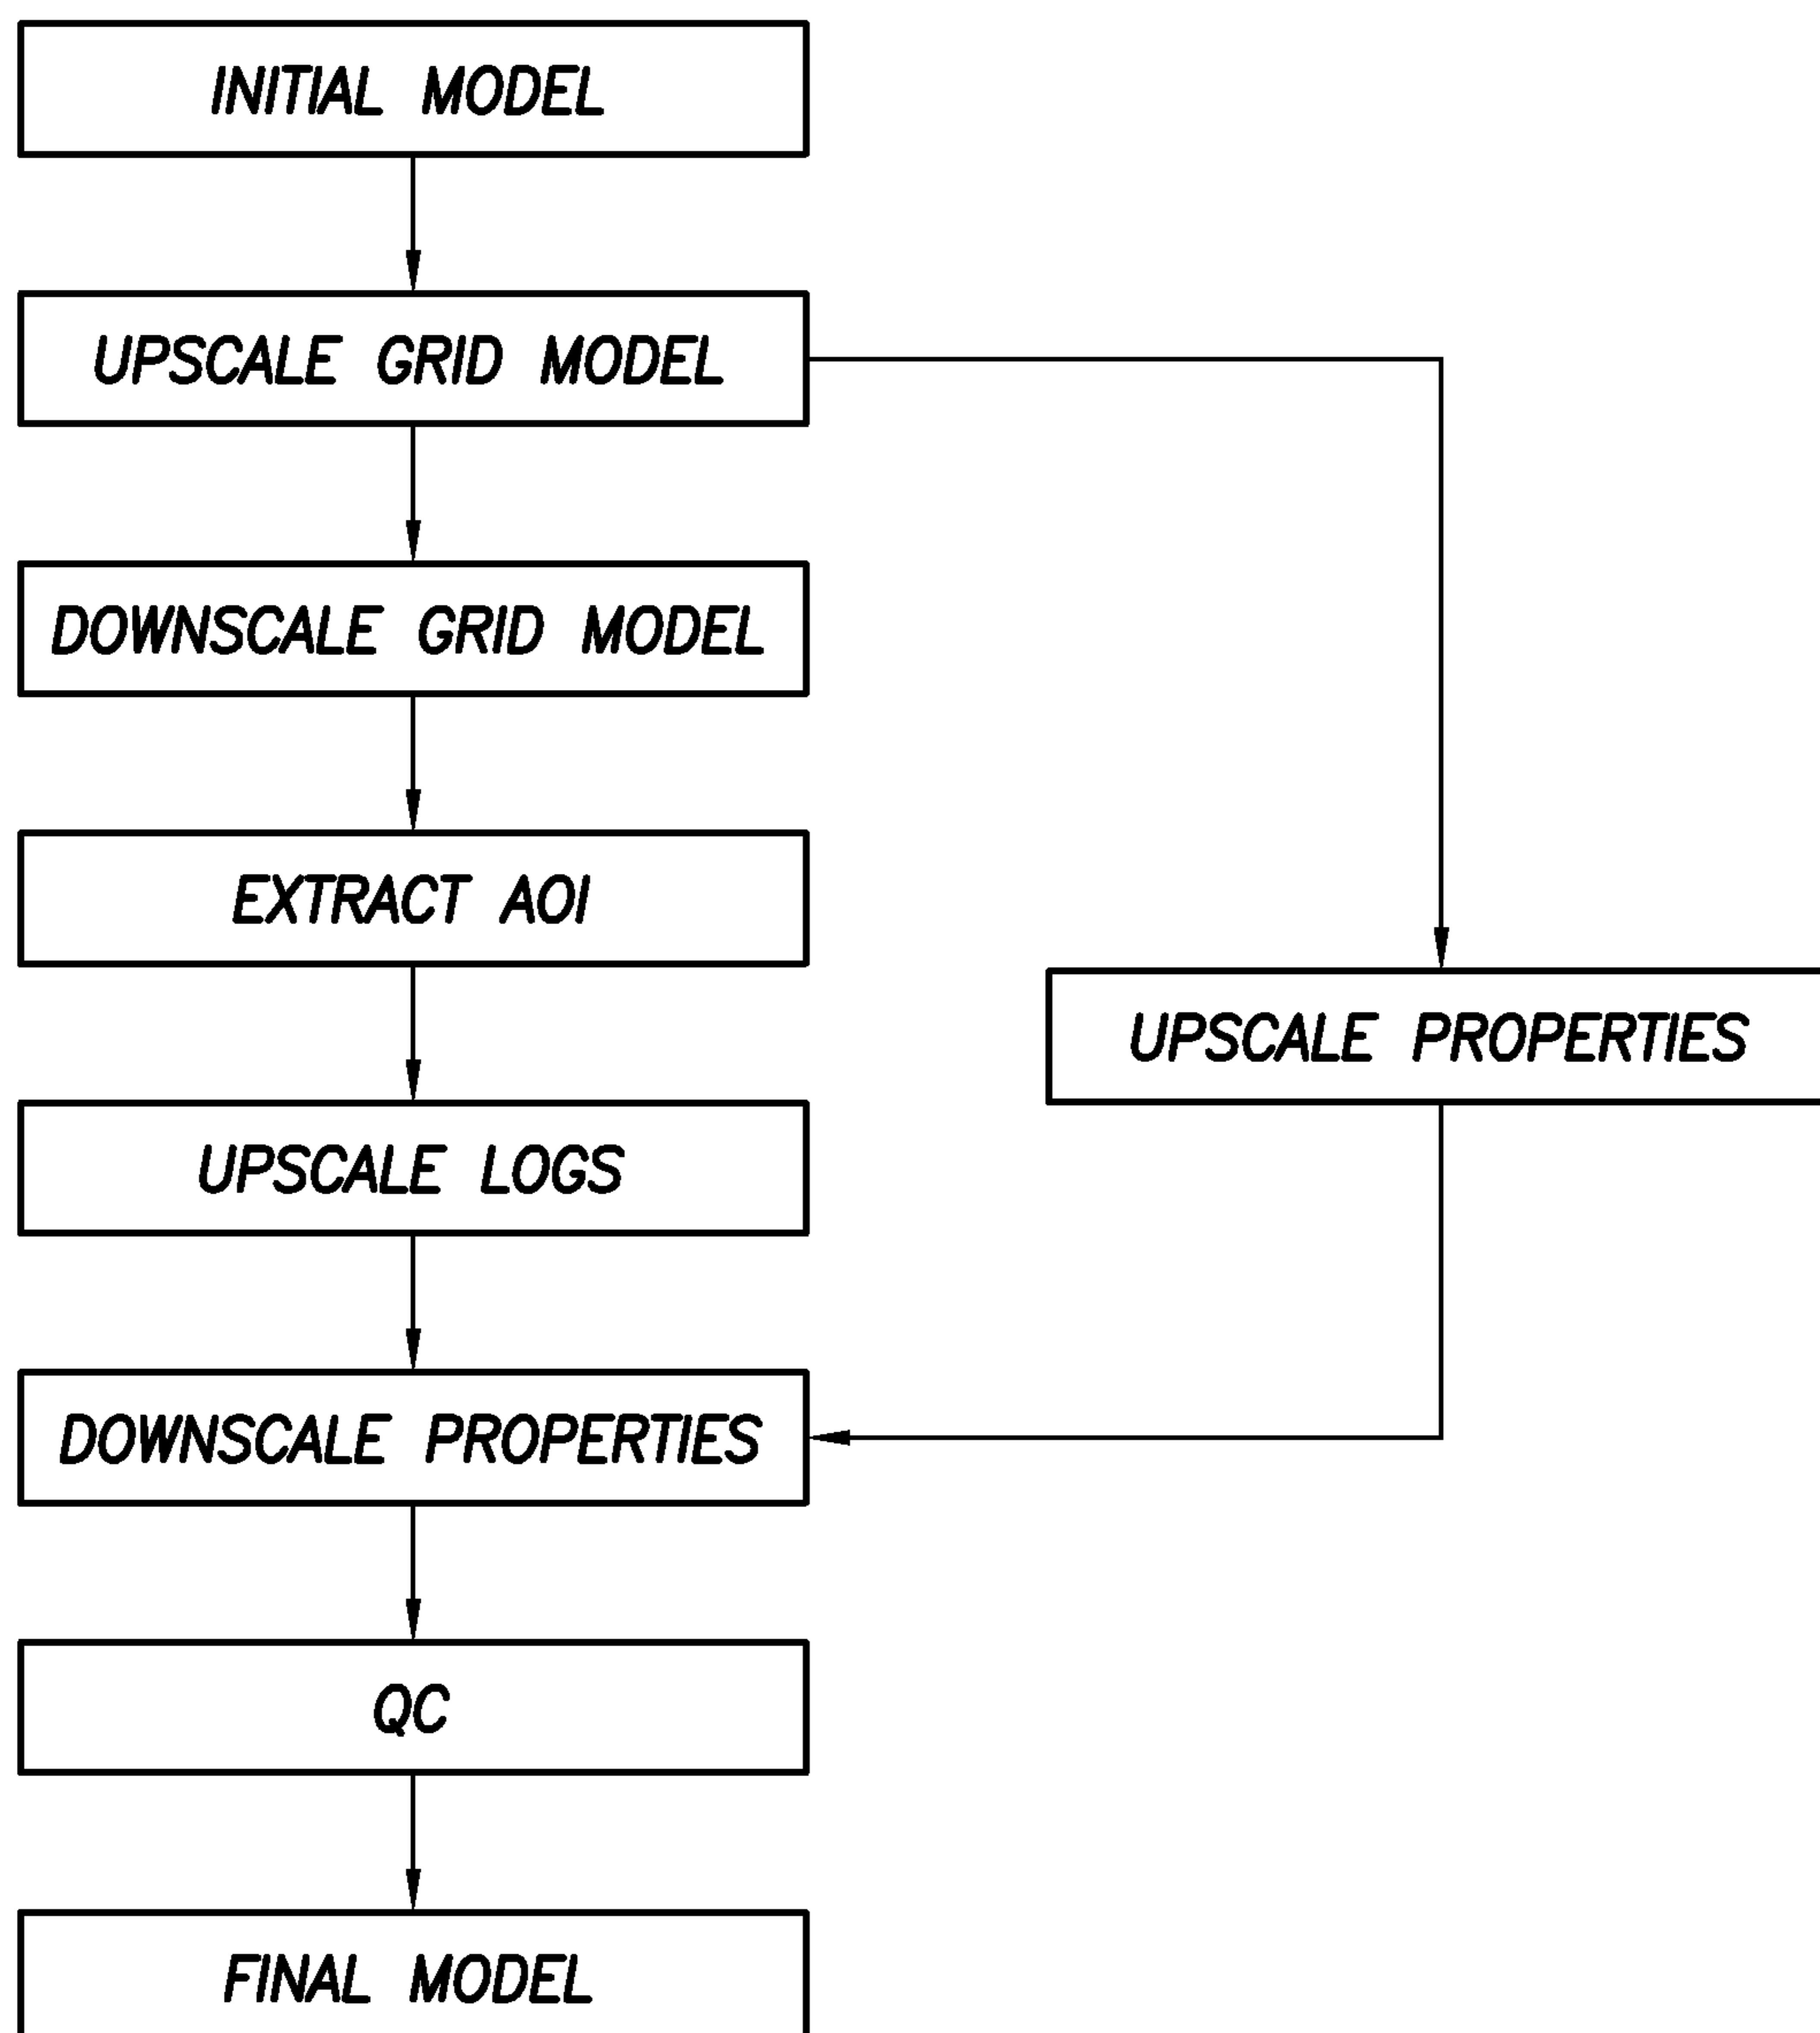 INITIAL MODEL
UPSCALE GRID MODEL
DOWNSCALE GRID MODEL
EXTRACT AOI
UPSCALE PROPERTIES
UPSCALE LOGS
DOWNSCALE PROPERTIES
QC
FINAL MODEL